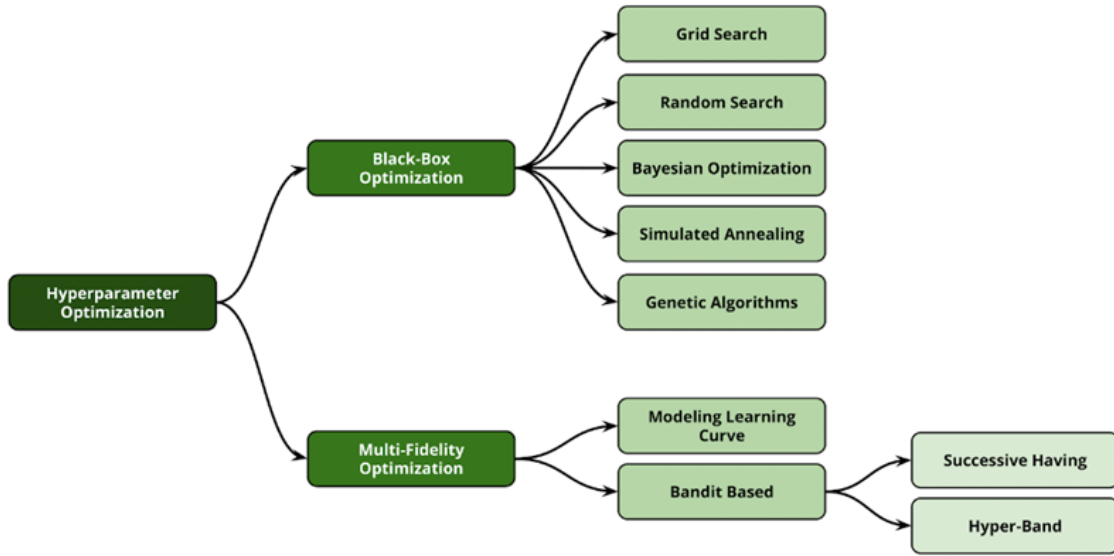 Grid Search
Random Search
Black-Box
Optimization
Bayesian Optimization
Simulated Annealing
Hyperparameter
Optimization
Genetic Algorithms
Modeling Learning
Curve
Multi-Fidelity
Optimization
Successive Having
Bandit Based
Hyper-Band